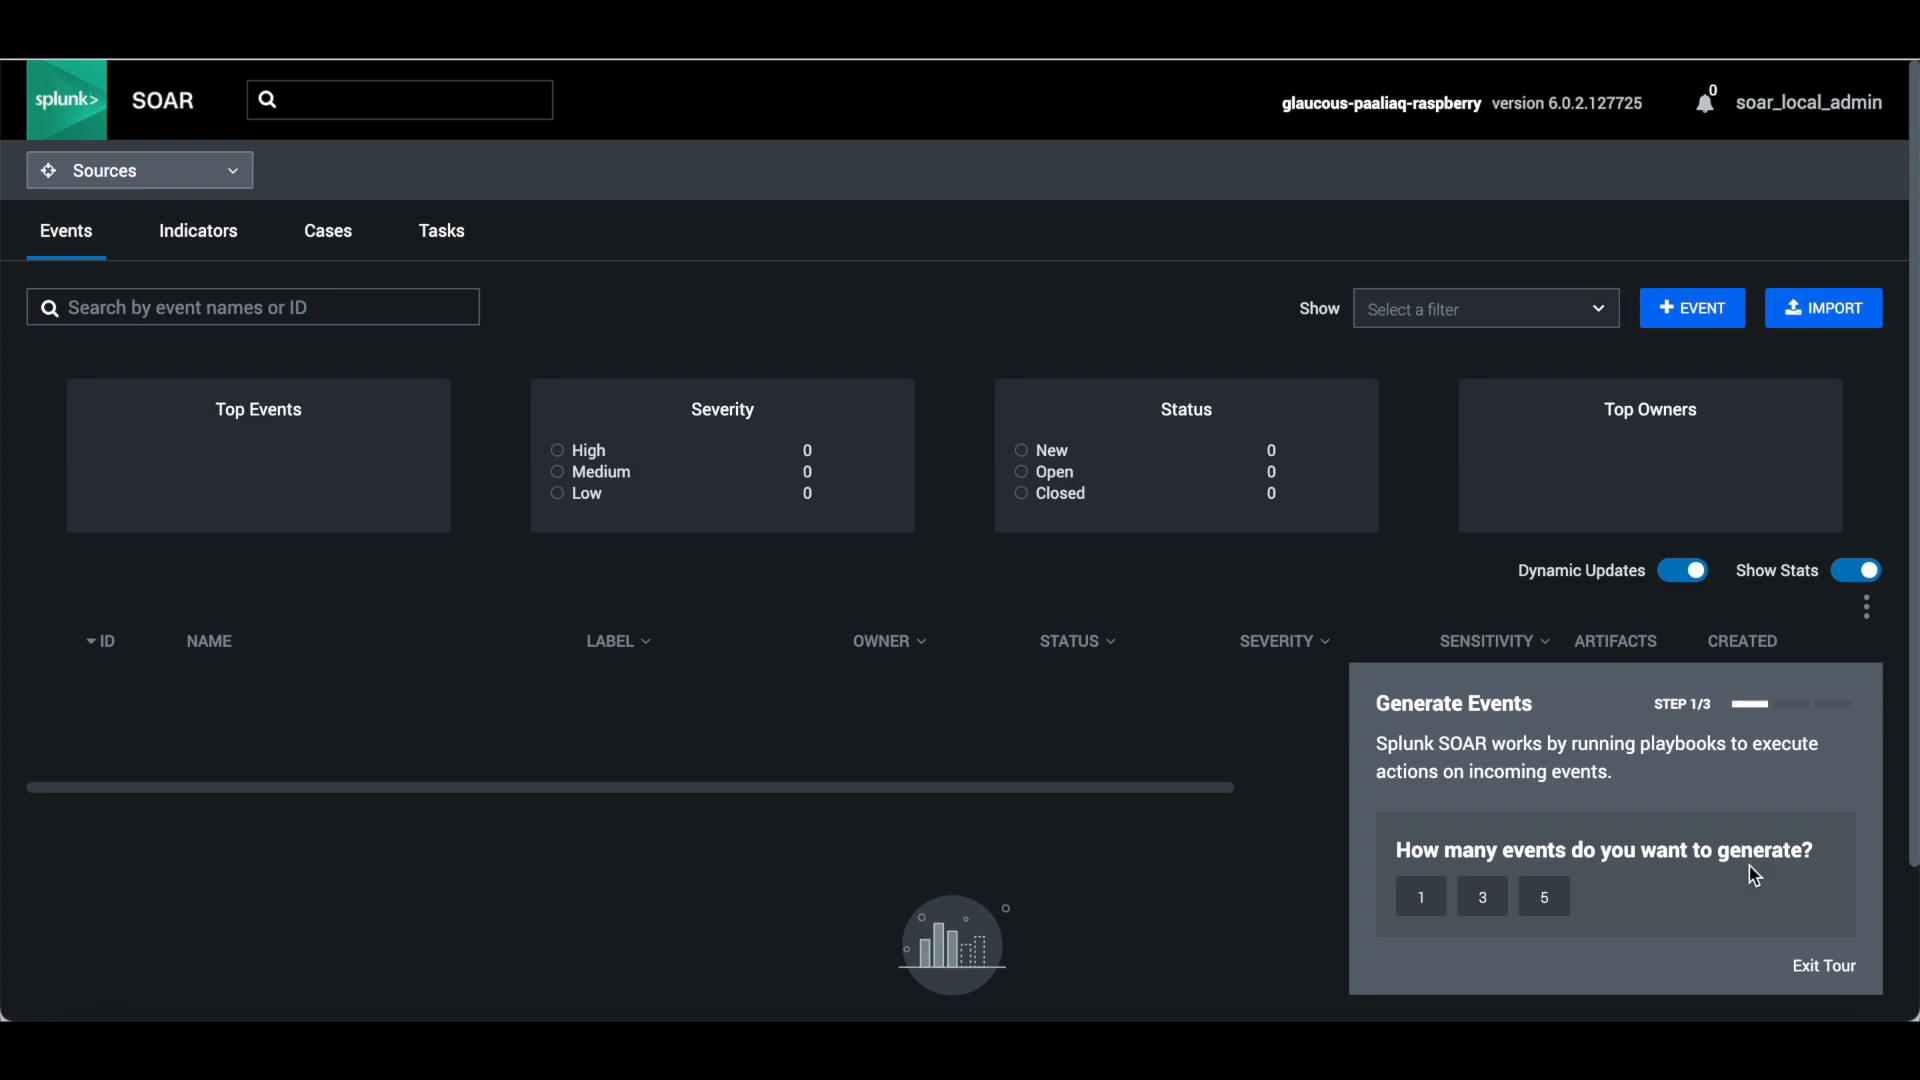 splunk>
SOAR
glaucous-paaliaq-raspberry version 6.0.2.127725
0
soar_local_admin
Sources
Events
Indicators
Cases
Tasks
Search by event names or ID
Show
Select a filter
+ EVENT
IMPORT
Top Events
Severity
High 0
Medium 0
Low 0
Status
New 0
Open 0
Closed 0
Top Owners
Dynamic Updates
Show Stats
ID NAME LABEL OWNER STATUS SEVERITY SENSITIVITY ARTIFACTS CREATED
Generate Events STEP 1/3
Splunk SOAR works by running playbooks to execute
actions on incoming events.
How many events do you want to generate?
1 3 5
Exit Tour